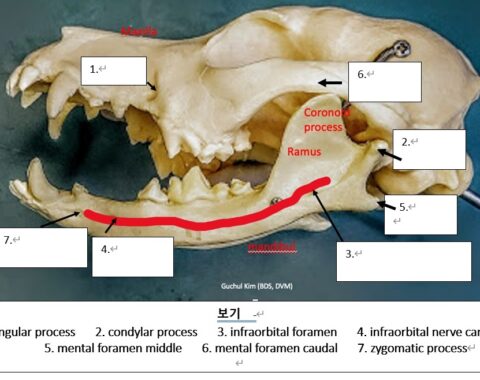 Maxilla
1.
6.
Coronoid
process
2.
Ramus
5.
7.
4.
3.
Mandibul
Guchul Kim (BDS, DVM)
보기
ngular process 2. condylar process 3. infraorbital foramen 4. infraorbital nerve can
5. mental foramen middle 6. mental foramen caudal 7. zygomatic process